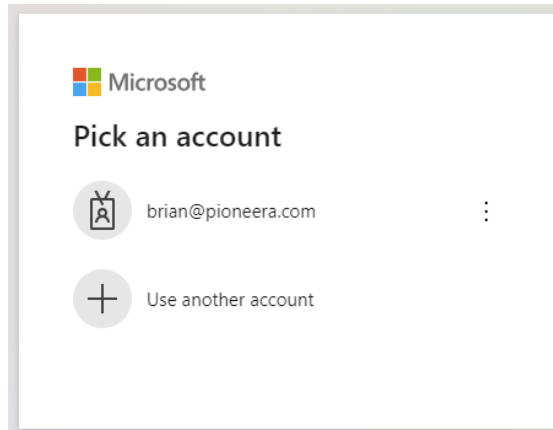 Microsoft
Pick an account
brian@pioneera.com
Use another account